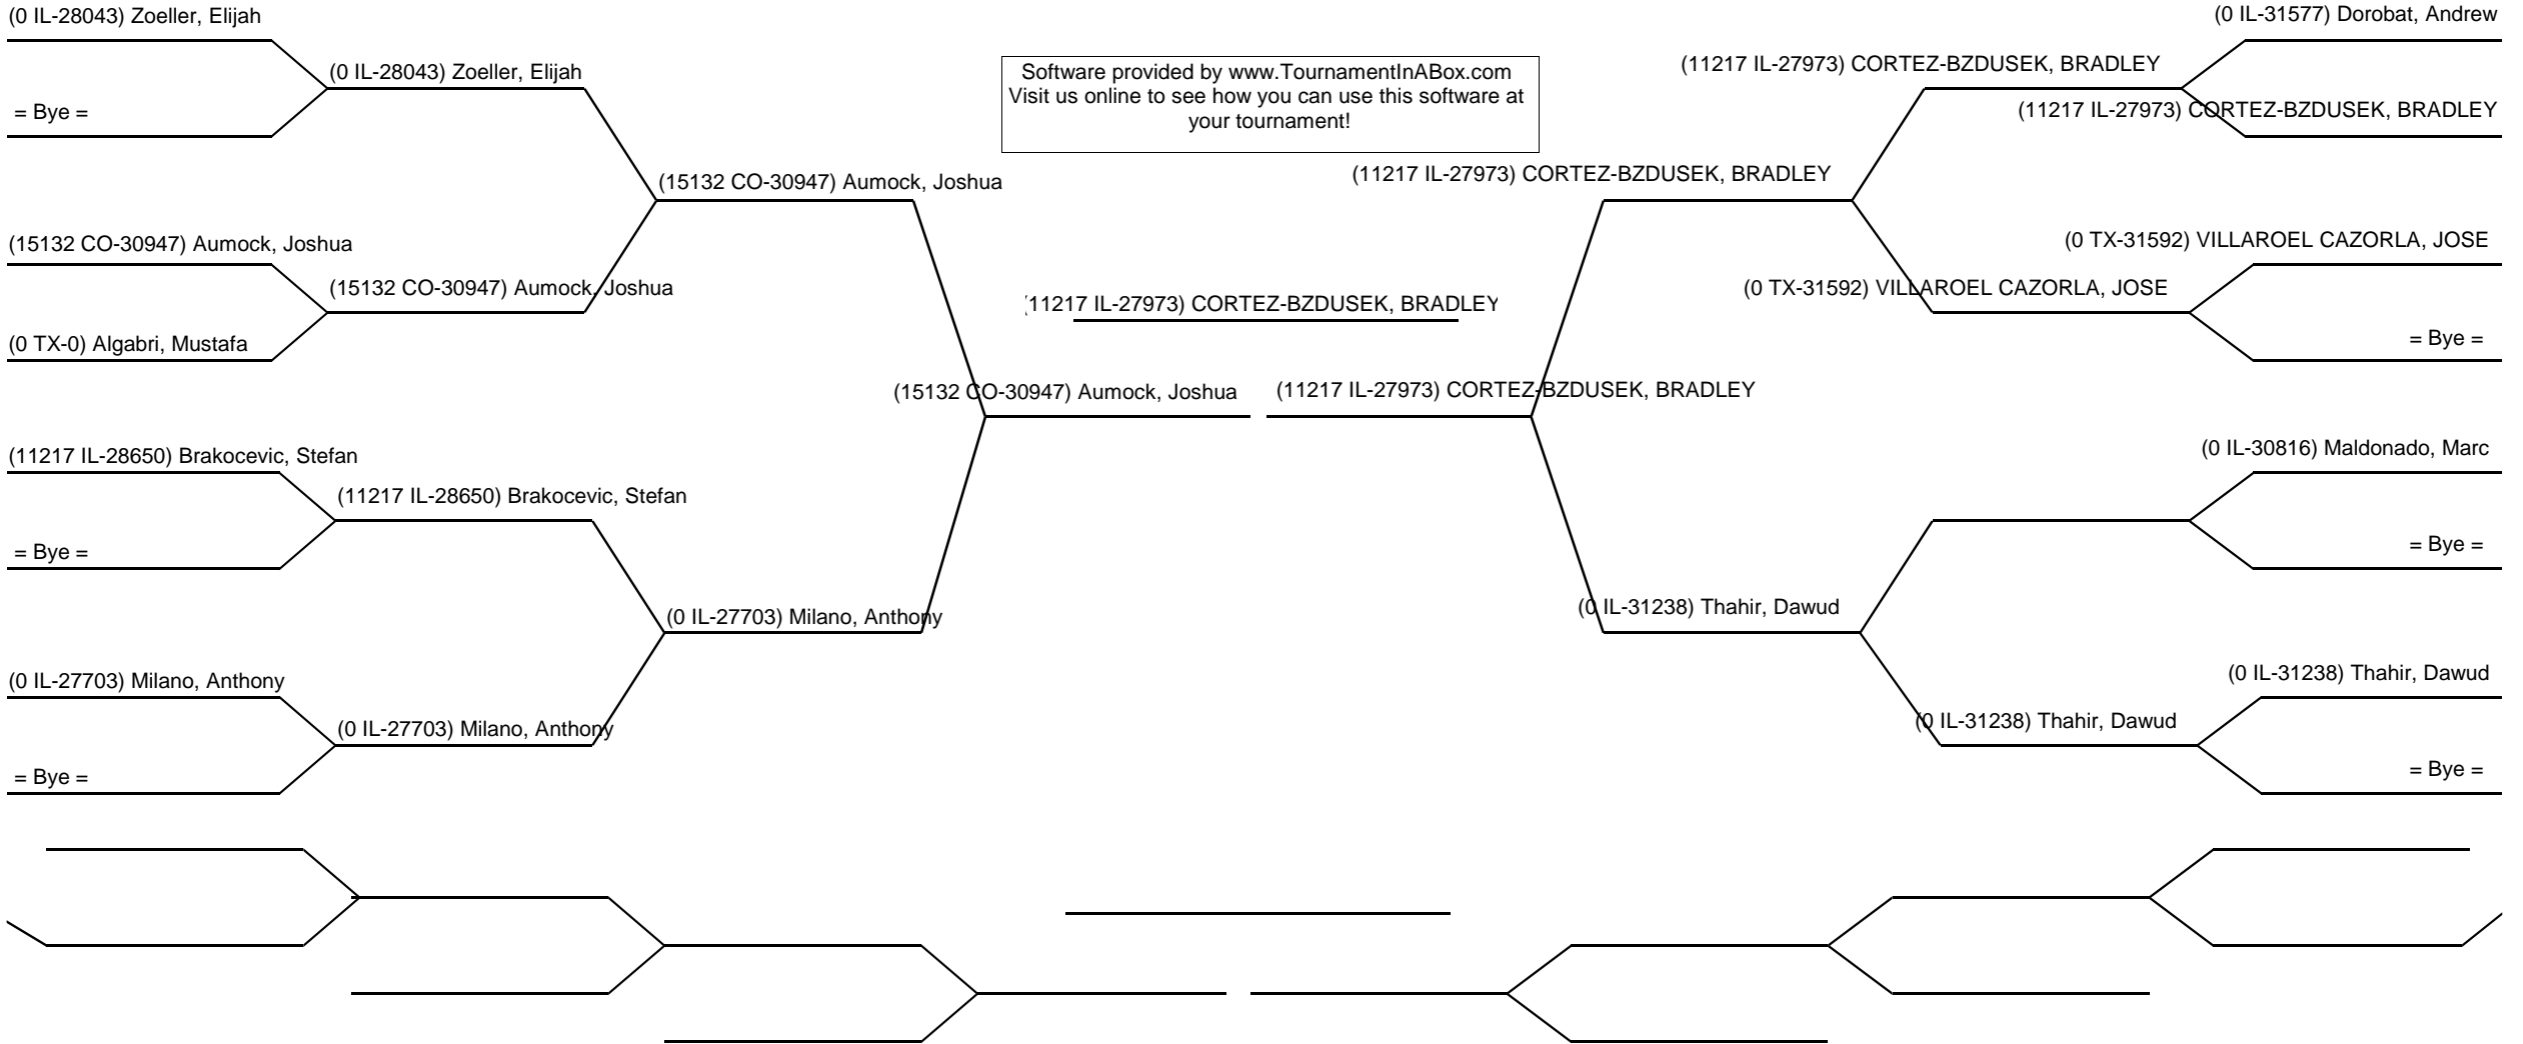 (0 IL-28043) Zoeller, Elijah
= Bye =
(15132 CO-30947) Aumock, Joshua
(0 TX-0) Algabri, Mustafa
(11217 IL-28650) Brakocevic, Stefan
= Bye =
(0 IL-27703) Milano, Anthony
= Bye =
(0 IL-28043) Zoeller, Elijah
(15132 CO-30947) Aumock, Joshua
(11217 IL-28650) Brakocevic, Stefan
(0 IL-27703) Milano, Anthony
(15132 CO-30947) Aumock, Joshua
(0 IL-27703) Milano, Anthony
(15132 CO-30947) Aumock, Joshua
Software provided by www.TournamentInABox.com
Visit us online to see how you can use this software at
your tournament!
(11217 IL-27973) CORTEZ-BZDUSEK, BRADLEY
(11217 IL-27973) CORTEZ-BZDUSEK, BRADLEY
(11217 IL-27973) CORTEZ-BZDUSEK, BRADLEY
(0 IL-31238) Thahir, Dawud
(11217 IL-27973) CORTEZ-BZDUSEK, BRADLEY
(0 TX-31592) VILLAROEL CAZORLA, JOSE
(0 IL-31238) Thahir, Dawud
(0 IL-31577) Dorobat, Andrew
(11217 IL-27973) CORTEZ-BZDUSEK, BRADLEY
(0 TX-31592) VILLAROEL CAZORLA, JOSE
= Bye =
(0 IL-30816) Maldonado, Marc
= Bye =
(0 IL-31238) Thahir, Dawud
= Bye =